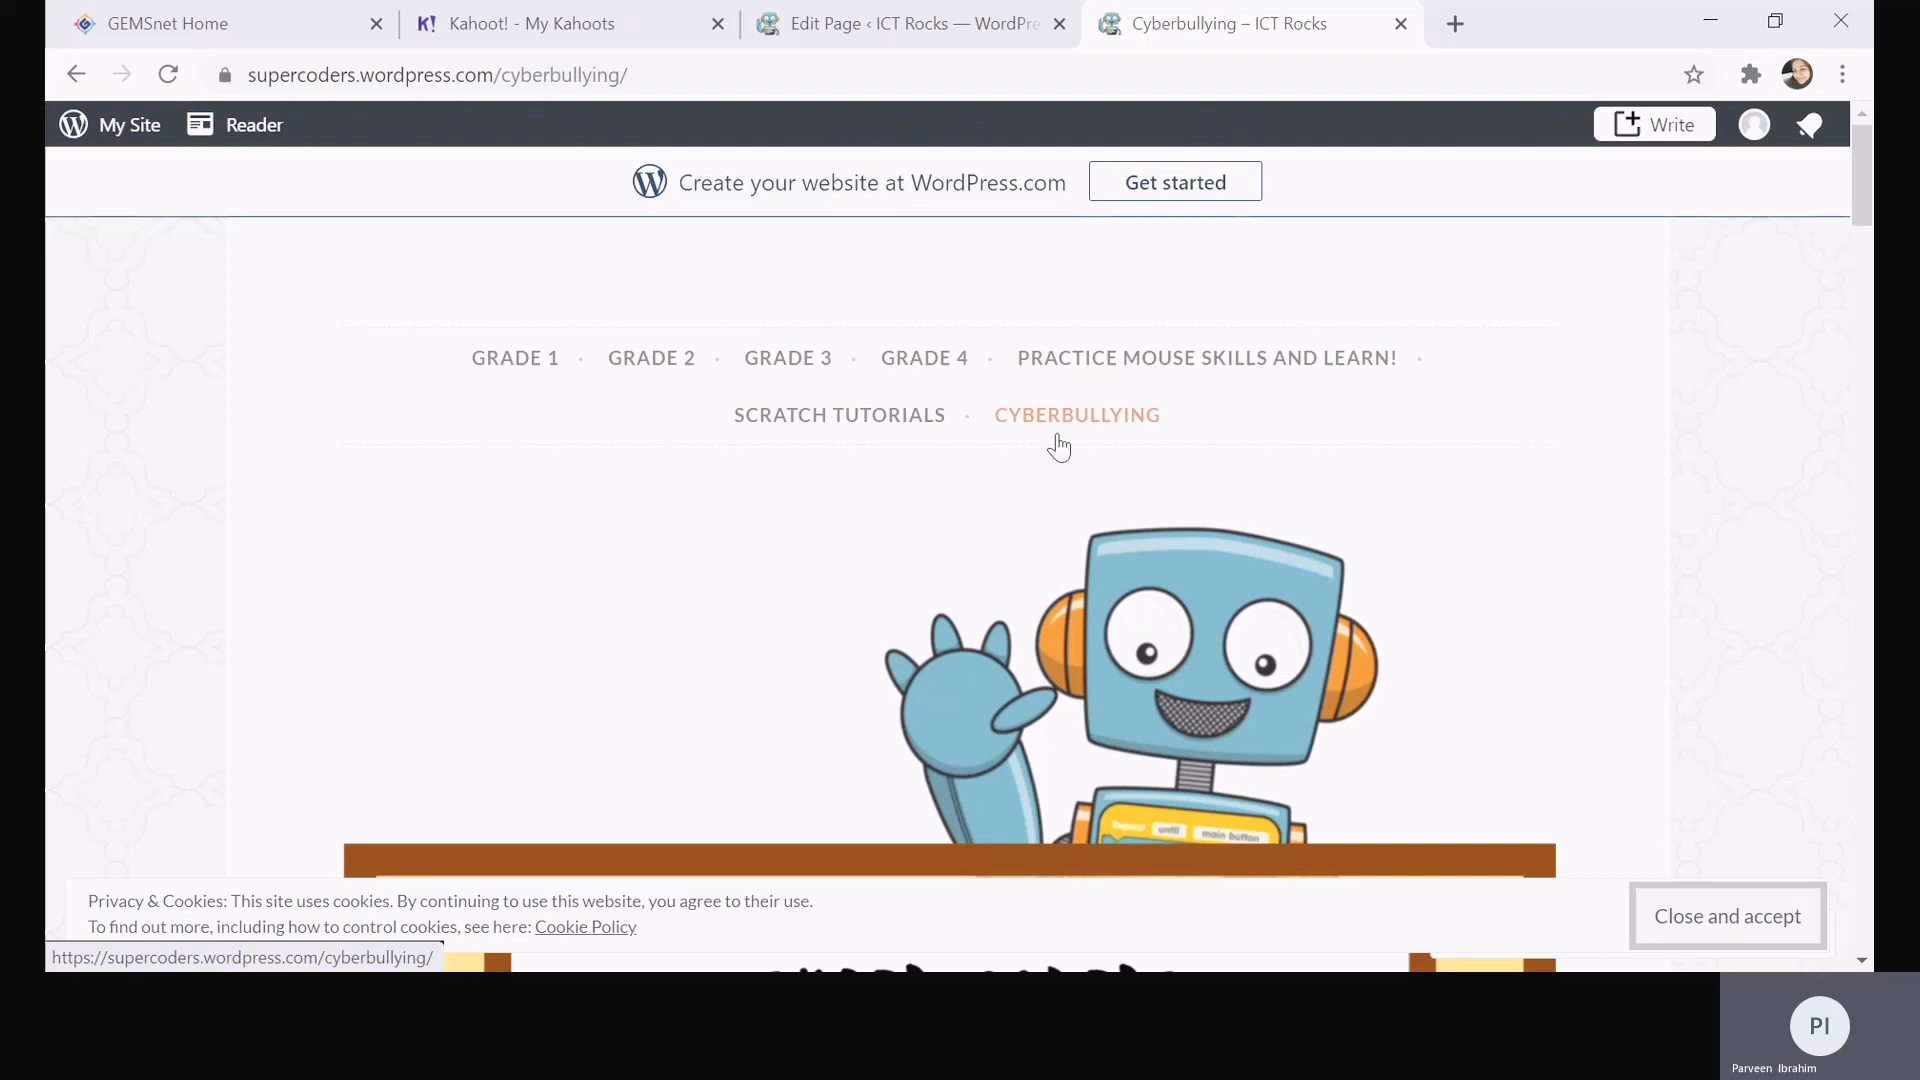 GEMSnet Home
K! Kahoot! - My Kahoots
Edit Page ‹ ICT Rocks — WordPre
Cyberbullying – ICT Rocks
supercoders.wordpress.com/cyberbullying/
My Site Reader Write
Create your website at WordPress.com Get started
GRADE 1 · GRADE 2 · GRADE 3 · GRADE 4 · PRACTICE MOUSE SKILLS AND LEARN! ·
SCRATCH TUTORIALS · CYBERBULLYING
Repeat until main button
Privacy & Cookies: This site uses cookies. By continuing to use this website, you agree to their use.
To find out more, including how to control cookies, see here: Cookie Policy
Close and accept
https://supercoders.wordpress.com/cyberbullying/
PI
Parveen Ibrahim